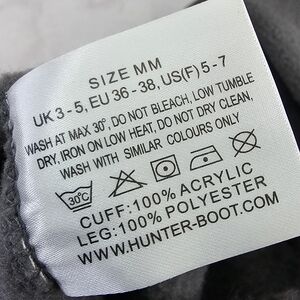 SIZE MM
UK 3 - 5, EU 36 - 38, US(F) 5 - 7
WASH AT MAX 30°, DO NOT BLEACH, LOW TUMBLE
DRY, IRON ON LOW HEAT, DO NOT DRY CLEAN.
WASH WITH SIMILAR COLOURS ONLY
30°C
CUFF: 100% ACRYLIC
LEG: 100% POLYESTER
WWW.HUNTER-BOOT.COM